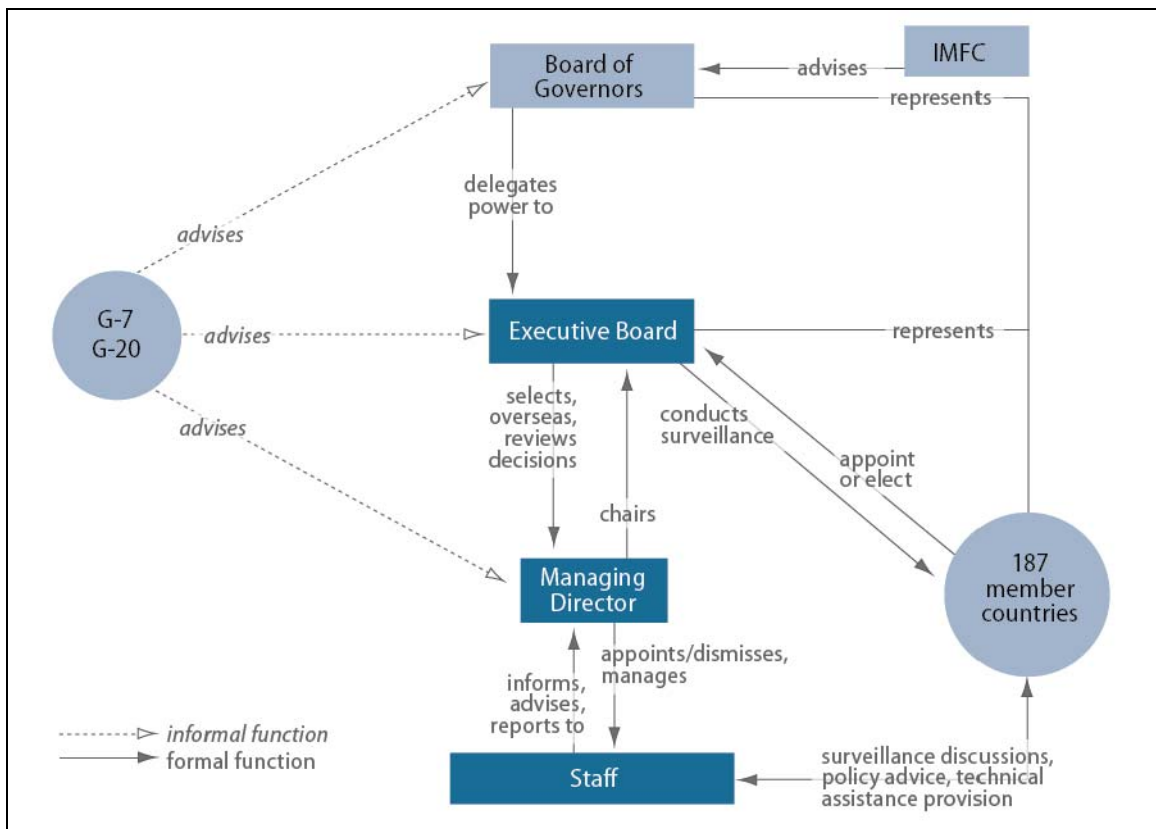 Board of
Governors
IMFC
advises
represents
delegates
power to
advises
G-7
G-20
advises
Executive Board
represents
advises
selects,
overseas,
reviews
decisions
conducts
surveillance
appoint
or elect
chairs
Managing
Director
187
member
countries
informs,
advises,
reports to
appoints/dismisses,
manages
informal function
formal function
Staff
surveillance discussions,
policy advice, technical
assistance provision